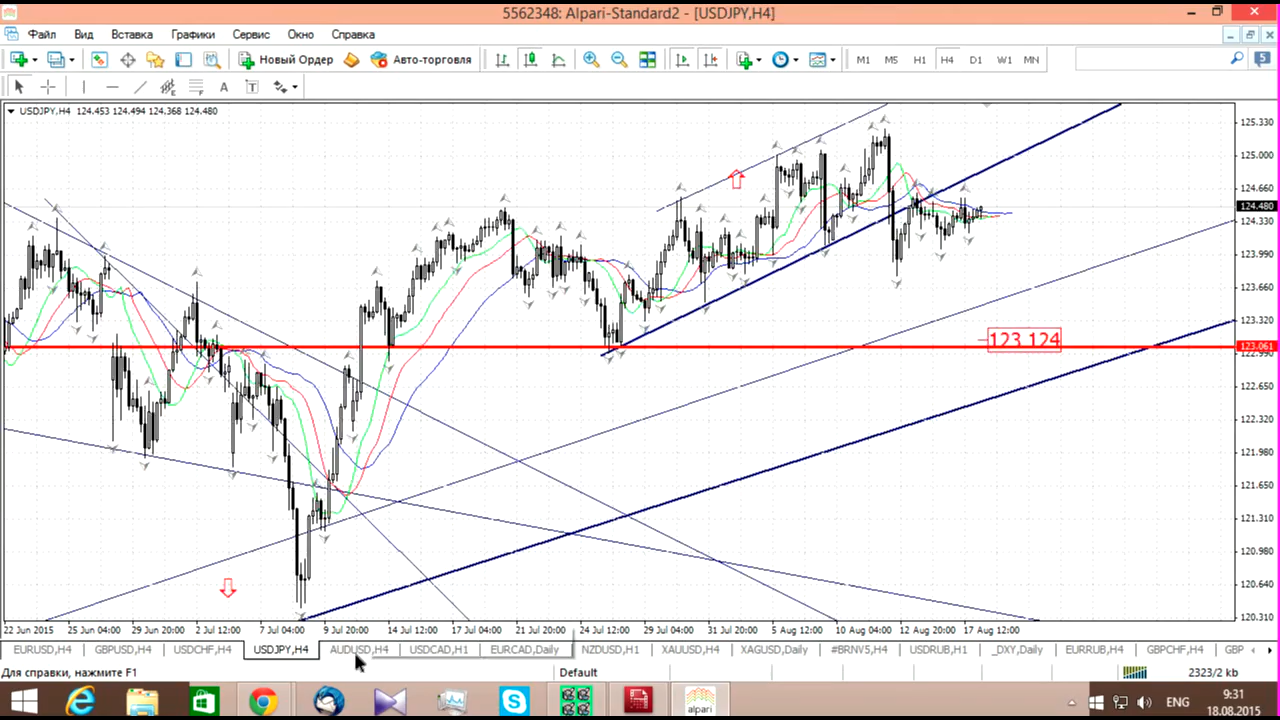 5562348: Alpari-Standard2 - [USDJPY,H4]
Файл Вид Вставка Графики Сервис Окно Справка
Новый Ордер Авто-торговля M1 M5 H1 H4 D1 W1 MN 5
A T
USDJPY,H4 124.453 124.494 124.368 124.480
125.330
125.000
124.660
124.480
124.330
123.990
123.660
123.320
123 124
123.061
122.990
122.650
122.320
121.980
121.650
121.310
120.980
120.640
120.310
22 Jun 2015 25 Jun 04:00 29 Jun 20:00 2 Jul 12:00 7 Jul 04:00 9 Jul 20:00 14 Jul 12:00 17 Jul 04:00 21 Jul 20:00 24 Jul 12:00 29 Jul 04:00 31 Jul 20:00 5 Aug 12:00 10 Aug 04:00 12 Aug 20:00 17 Aug 12:00
EURUSD,H4 GBPUSD,H4 USDCHF,H4 USDJPY,H4 AUDUSD,H4 USDCAD,H1 EURCAD,Daily NZDUSD,H1 XAUUSD,H4 XAGUSD,Daily #BRNV5,H4 USDRUB,H1 _DXY,Daily EURRUB,H4 GBPCHF,H4 GBP
Для справки, нажмите F1 Default 2323/2 kb
alpari ENG 9:31
18.08.2015